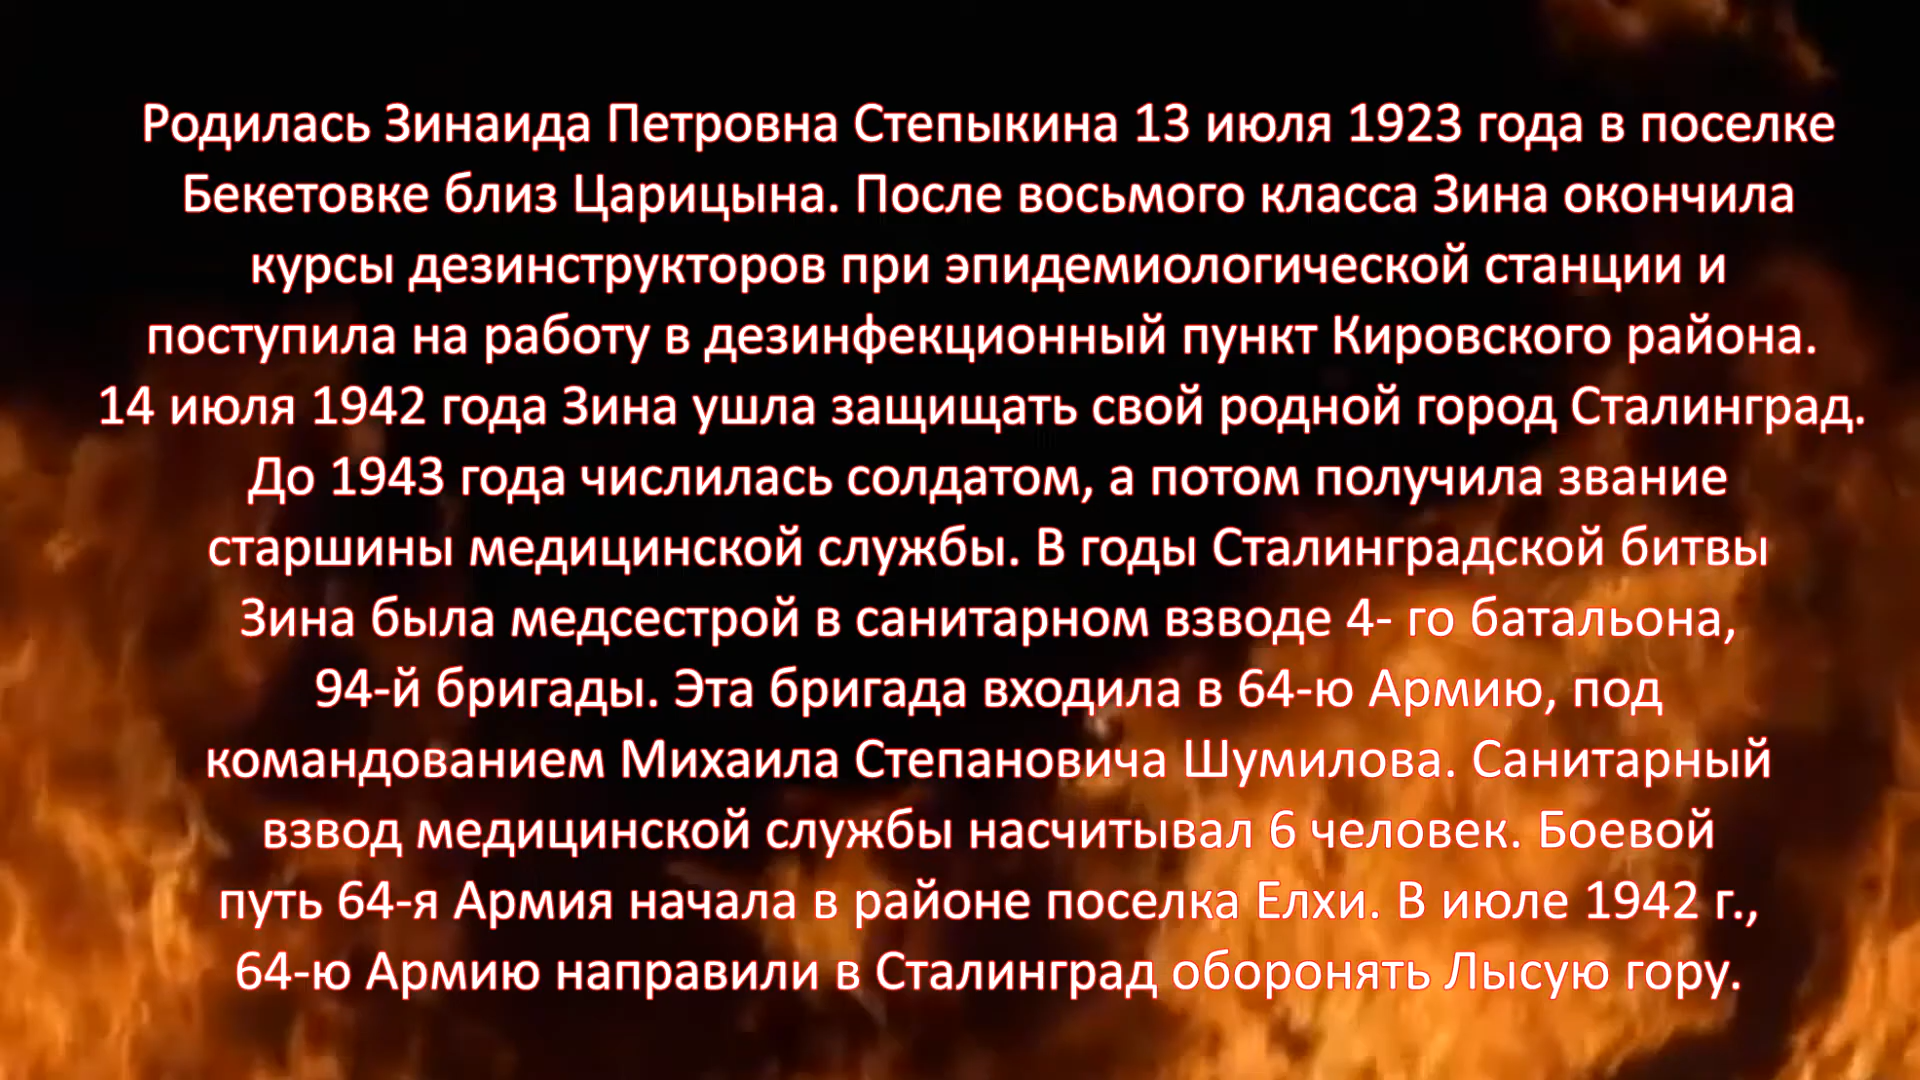 Родилась Зинаида Петровна Степыкина 13 июля 1923 года в поселке
Бекетовке близ Царицына. После восьмого класса Зина окончила
курсы дезинструкторов при эпидемиологической станции и
поступила на работу в дезинфекционный пункт Кировского района.
14 июля 1942 года Зина ушла защищать свой родной город Сталинград.
До 1943 года числилась солдатом, а потом получила звание
старшины медицинской службы. В годы Сталинградской битвы
Зина была медсестрой в санитарном взводе 4- го батальона,
94-й бригады. Эта бригада входила в 64-ю Армию, под
командованием Михаила Степановича Шумилова. Санитарный
взвод медицинской службы насчитывал 6 человек. Боевой
путь 64-я Армия начала в районе поселка Елхи. В июле 1942 г.,
64-ю Армию направили в Сталинград оборонять Лысую гору.